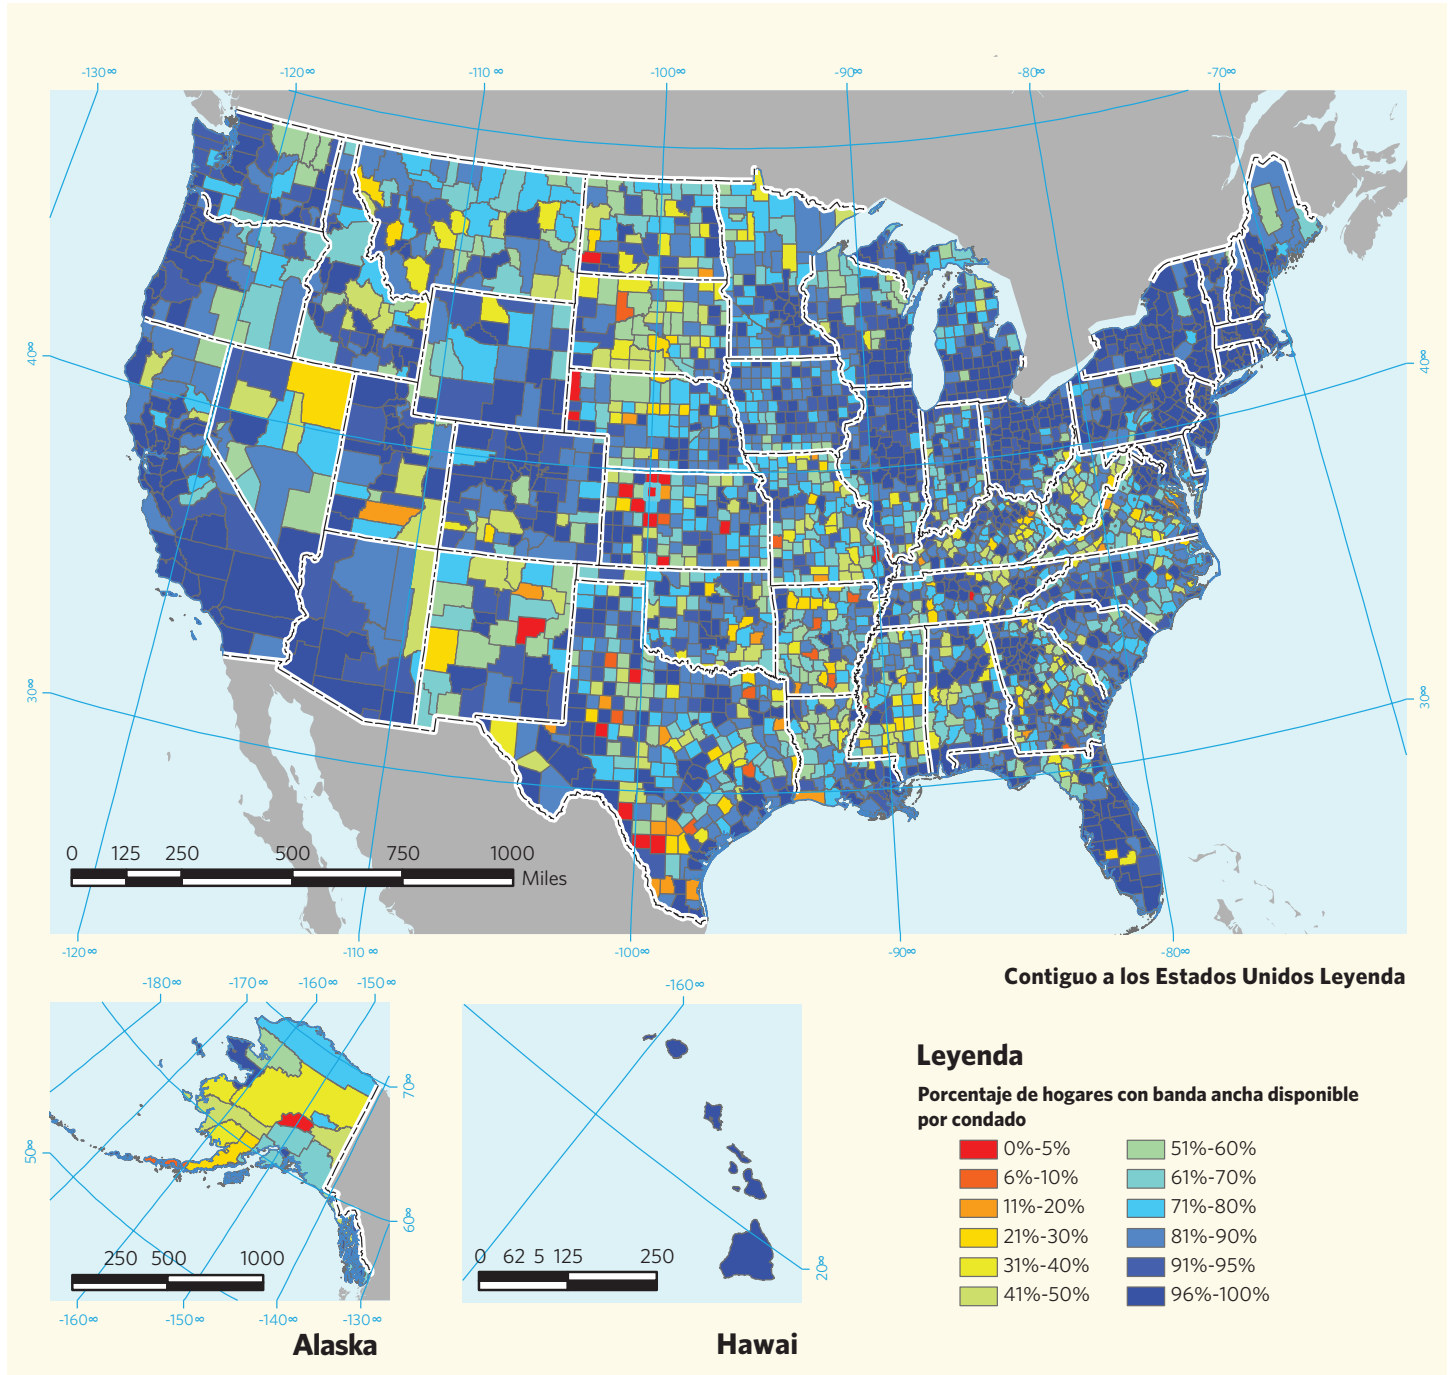 -130∞ -120∞ -110∞ -100∞ -90∞ -80∞ -70∞
40∞ 40∞
30∞ 30∞
0 125 250 500 750 1000
Miles
-120∞ -110∞ -100∞ -90∞ -80∞
Contiguo a los Estados Unidos Leyenda
-180∞ -170∞ -160∞ -150∞
70∞
50∞
60∞
250 500 1000
-160∞ -150∞ -140∞ -130∞
Alaska
-160∞
20∞
0 62 5 125 250
Hawai
Leyenda
Porcentaje de hogares con banda ancha disponible
por condado
0%-5% 51%-60%
6%-10% 61%-70%
11%-20% 71%-80%
21%-30% 81%-90%
31%-40% 91%-95%
41%-50% 96%-100%